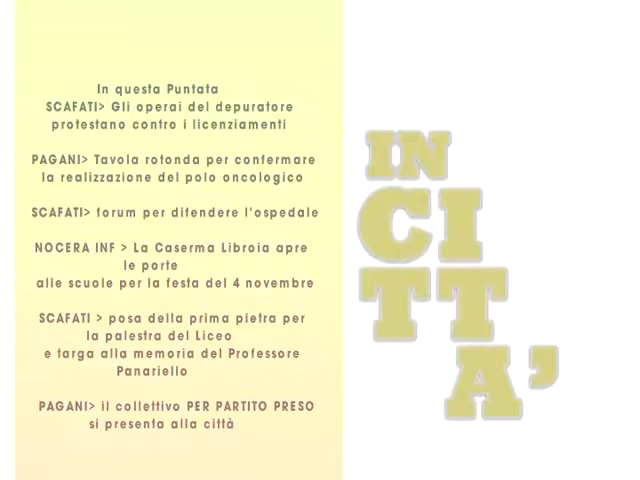 In questa Puntata
SCAFATI> Gli operai del depuratore
protestano contro i licenziamenti
PAGANI> Tavola rotonda per confermare
la realizzazione del polo oncologico
SCAFATI> forum per difendere l'ospedale
NOCERA INF > La Caserma Libroia apre
le porte
alle scuole per la festa del 4 novembre
SCAFATI > posa della prima pietra per
la palestra del Liceo
e targa alla memoria del Professore
Panariello
PAGANI> il collettivo PER PARTITO PRESO
si presenta alla città
IN
CI
TT
A'